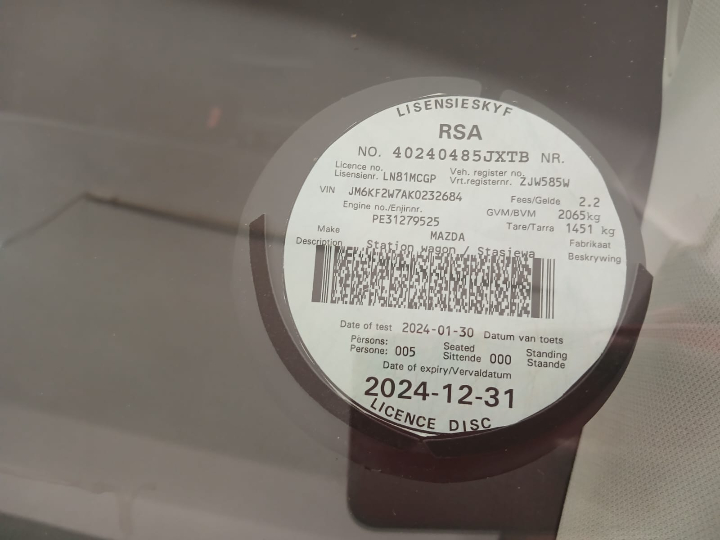 LISENSIESKYF
RSA
NO. 40240485JXTB NR.
Licence no. Veh. register no.
Lisensienr. LN81MCGP Vrt.registernr. ZJW585W
VIN JM6KF2W7AK0232684 Fees/Gelde 2.2
Engine no./Enjinnr. GVM/BVM 2065kg
PE31279525 Tare/Tarra 1451 kg
Make MAZDA Fabrikaat
Description Station wagon / Stasiewa Beskrywing
Date of test 2024-01-30 Datum van toets
Persons: Seated Standing
Persone: 005 Sittende 000 Staande
Date of expiry/Vervaldatum
2024-12-31
LICENCE DISC